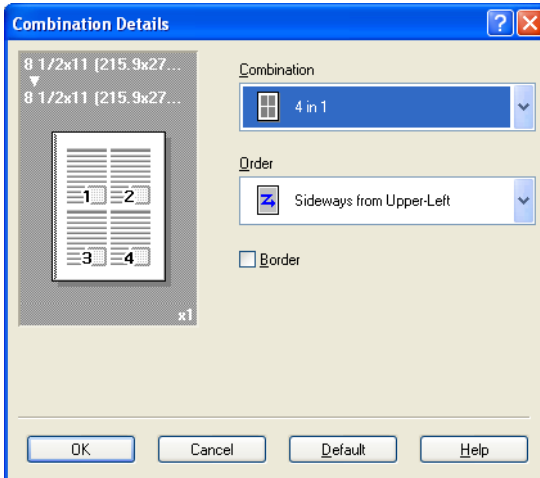 Combination Details
8 1/2x11 (215.9x27...
8 1/2x11 (215.9x27...
1 2
3 4
x1
Combination
4 in 1
Order
Sideways from Upper-Left
Border
OK Cancel Default Help